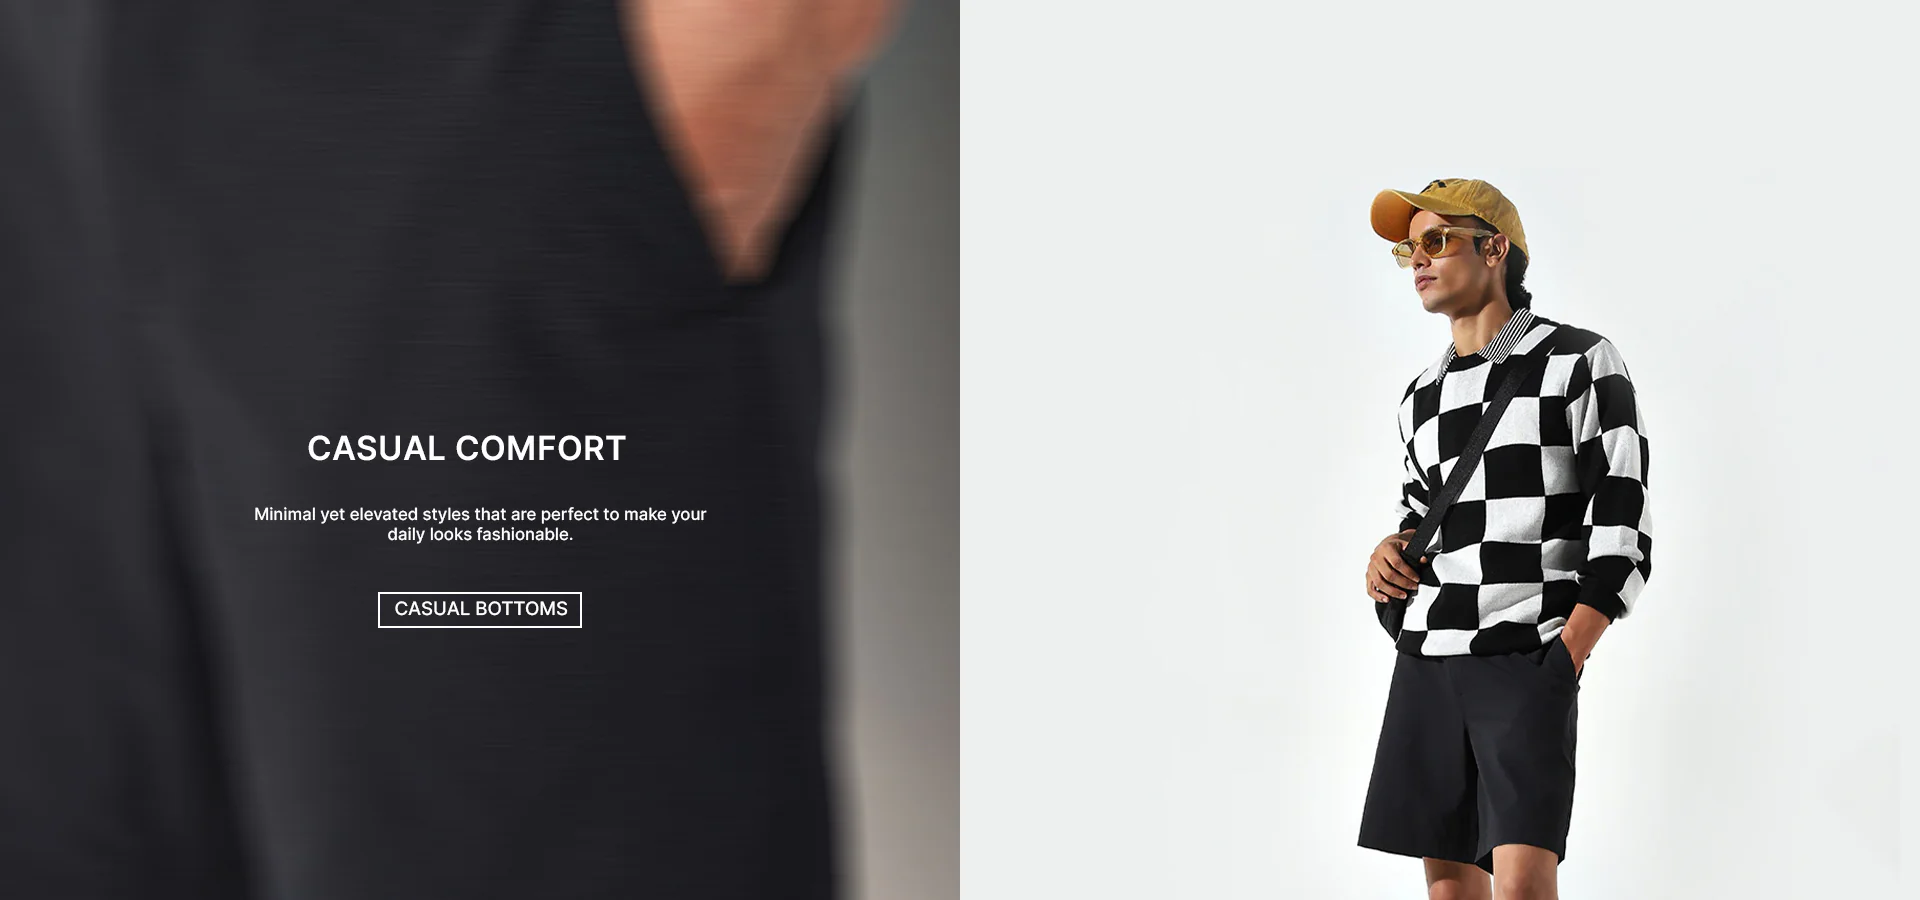 CASUAL COMFORT
Minimal yet elevated styles that are perfect to make your
daily looks fashionable.
CASUAL BOTTOMS